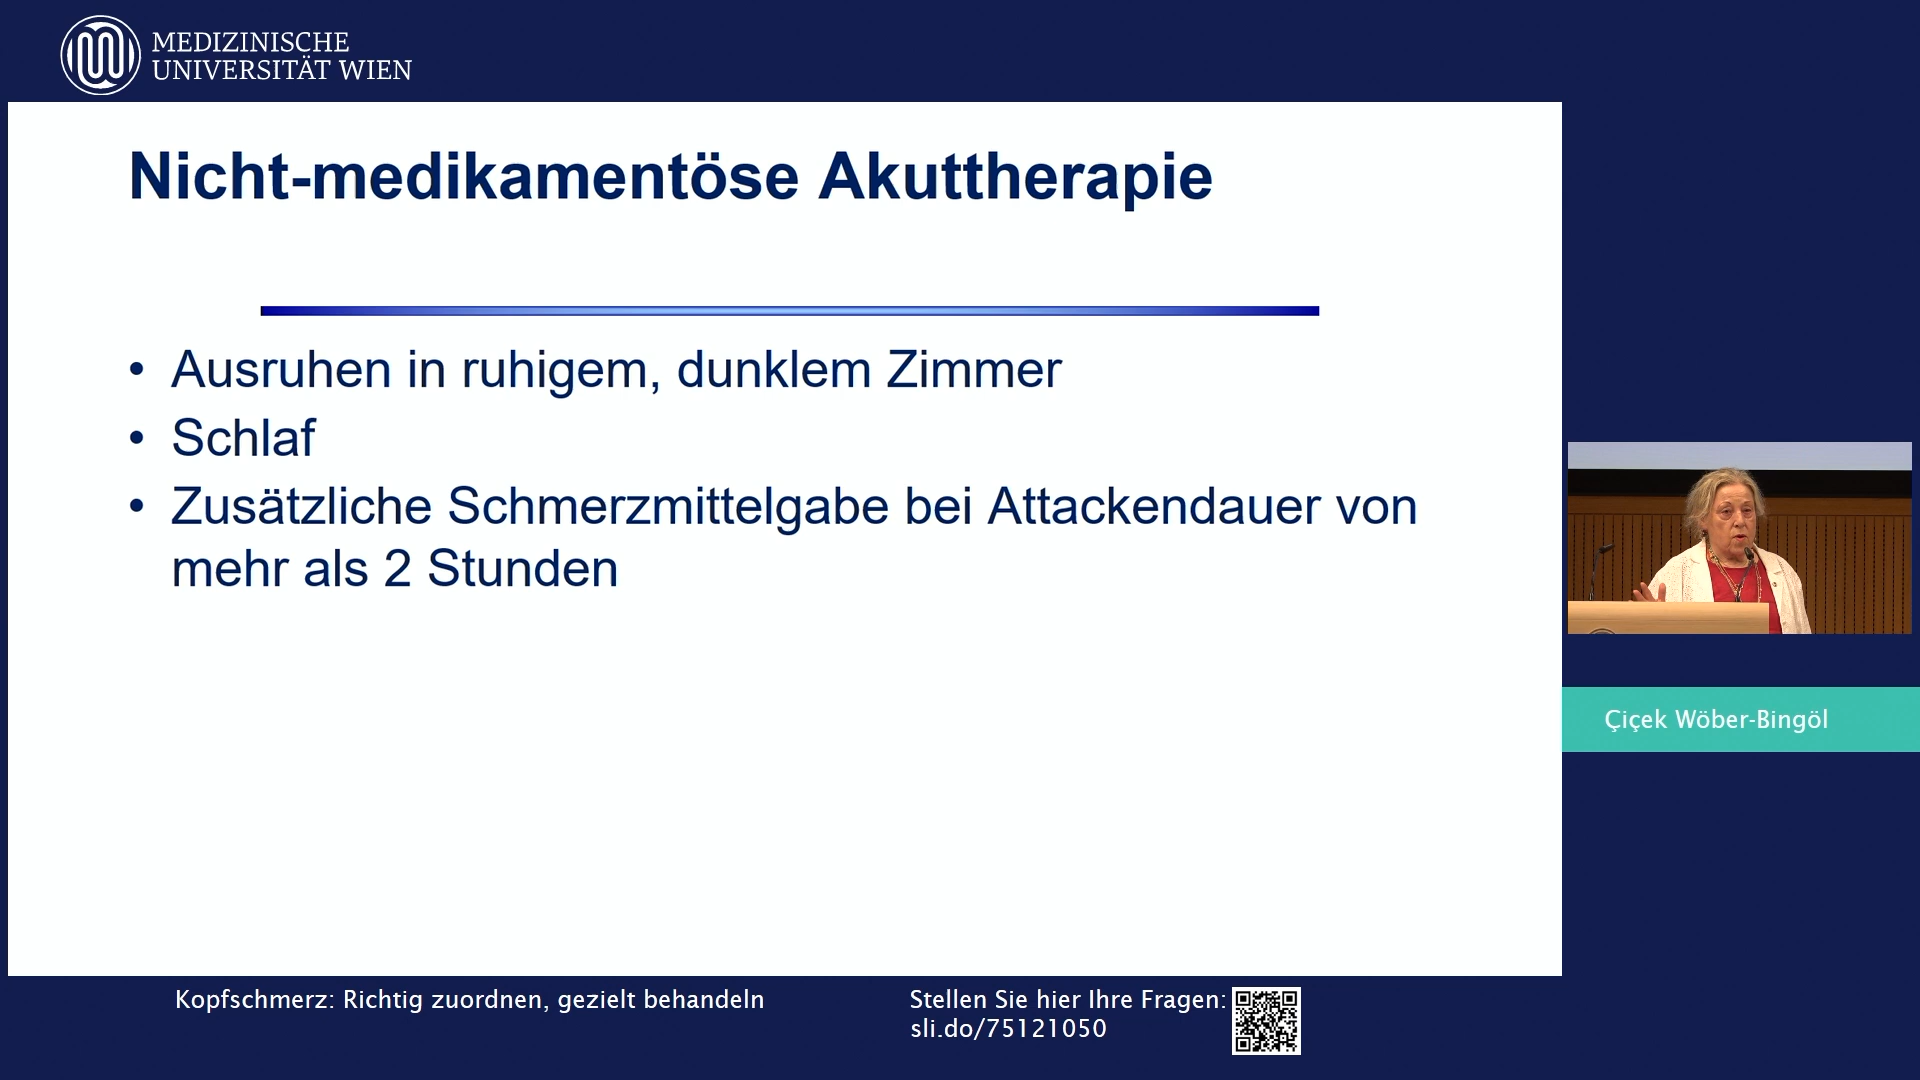 MEDIZINISCHE
UNIVERSITÄT WIEN
Nicht-medikamentöse Akuttherapie
• Ausruhen in ruhigem, dunklem Zimmer
• Schlaf
• Zusätzliche Schmerzmittelgabe bei Attackendauer von
mehr als 2 Stunden
Çiçek Wöber-Bingöl
Kopfschmerz: Richtig zuordnen, gezielt behandeln
Stellen Sie hier Ihre Fragen:
sli.do/75121050